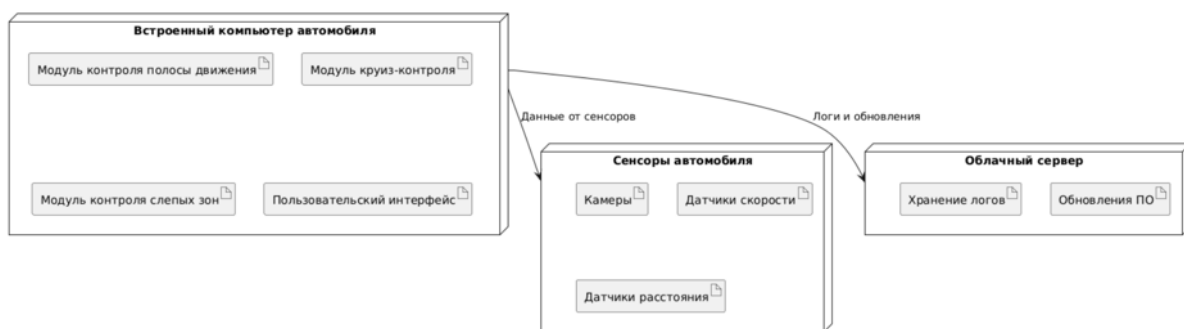 Встроенный компьютер автомобиля
Модуль контроля полосы движения
Модуль круиз-контроля
Модуль контроля слепых зон
Пользовательский интерфейс
Данные от сенсоров
Логи и обновления
Сенсоры автомобиля
Камеры
Датчики скорости
Датчики расстояния
Облачный сервер
Хранение логов
Обновления ПО